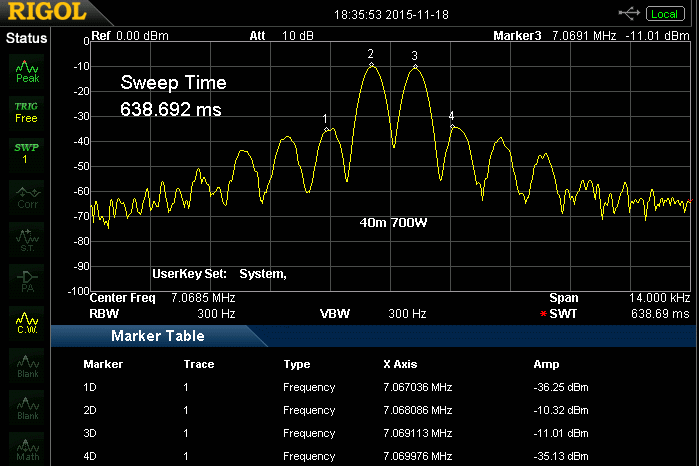 RIGOL
18:35:53 2015-11-18
Local
Status
Ref 0.00 dBm Att 10 dB Marker3 7.0691 MHz -11.01 dBm
0
-10
-20
-30
-40
-50
-60
-70
-80
-90
-100
Peak
TRIG
Free
SWP
1
Corr
S.T.
PA
C.W.
Blank
Blank
Math
Sweep Time
638.692 ms
1
2
3
4
40m 700W
UserKey Set: System,
Center Freq 7.0685 MHz Span 14.000 kHz
RBW 300 Hz VBW 300 Hz *SWT 638.69 ms
Marker Table
Marker Trace Type X Axis Amp
1D 1 Frequency 7.067036 MHz -36.25 dBm
2D 1 Frequency 7.068086 MHz -10.32 dBm
3D 1 Frequency 7.069113 MHz -11.01 dBm
4D 1 Frequency 7.069976 MHz -35.13 dBm